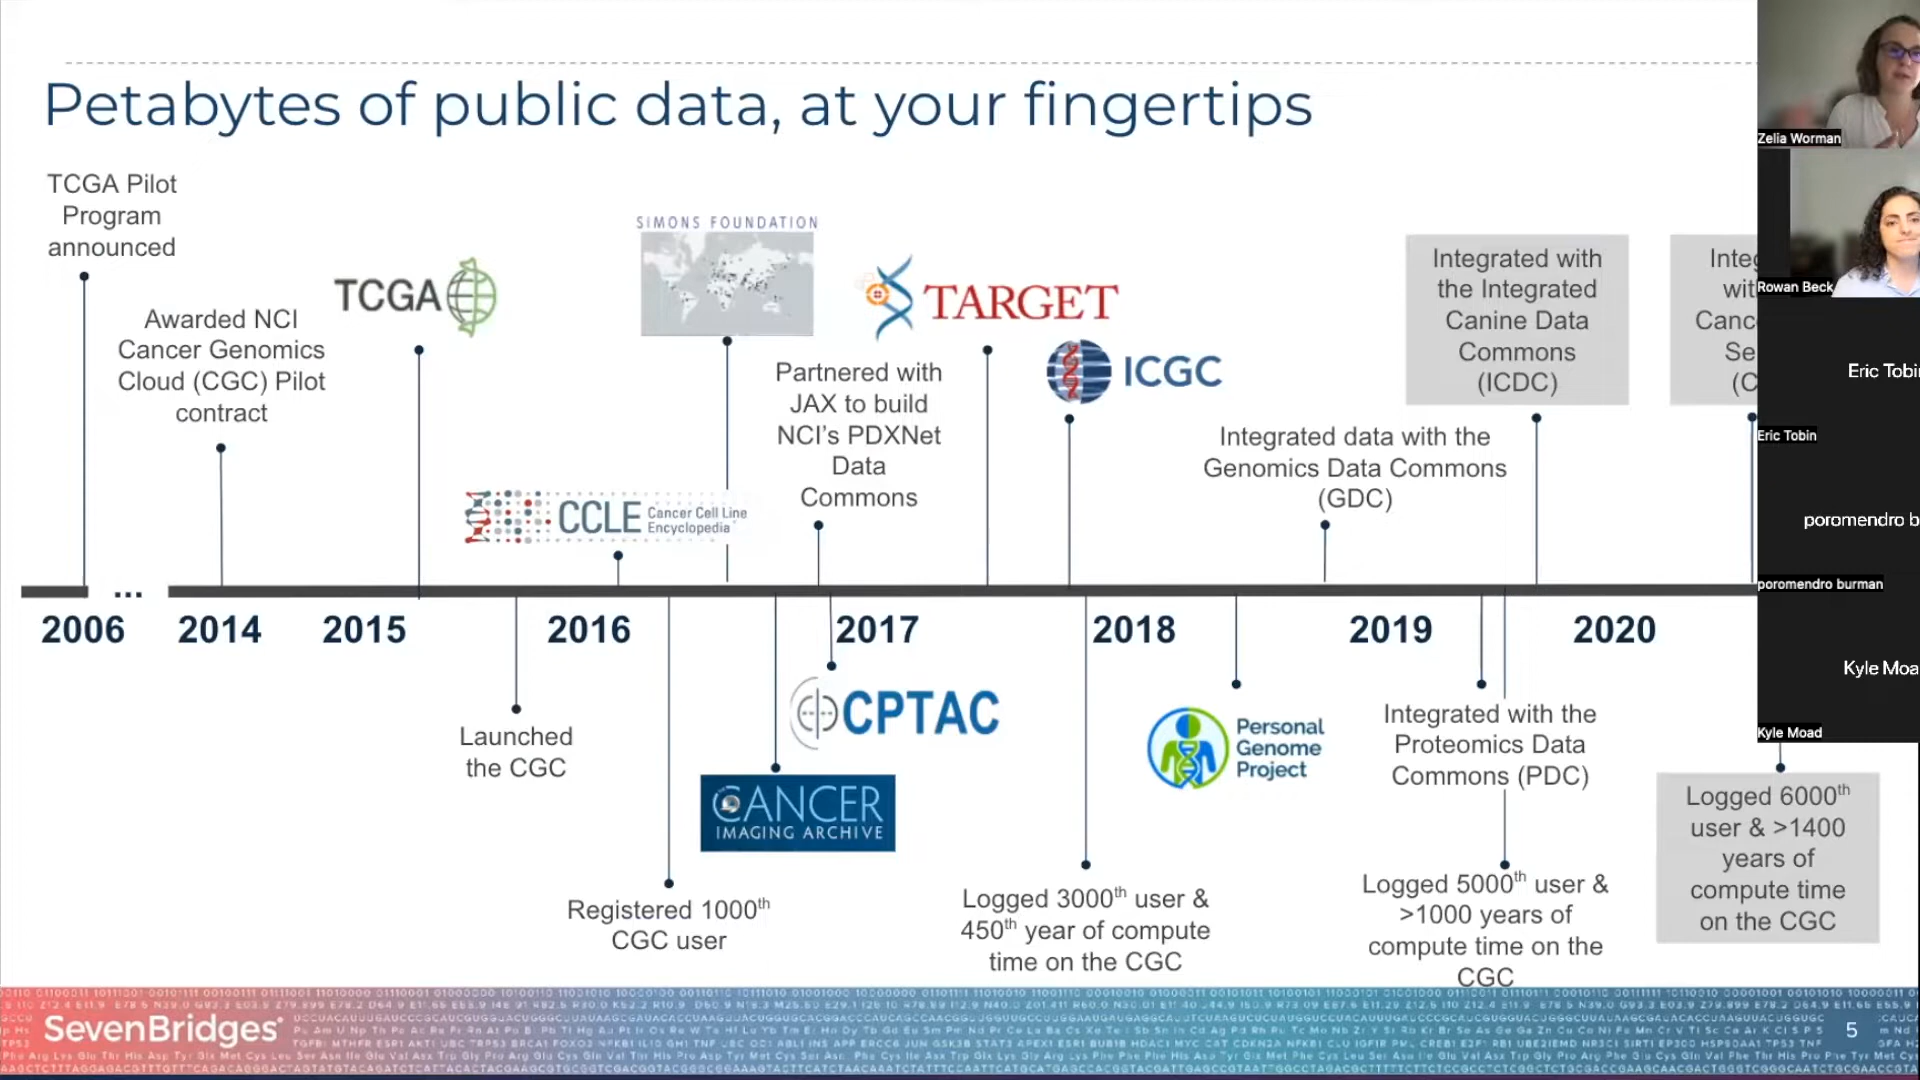 Petabytes of public data, at your fingertips
TCGA Pilot
Program
announced
Awarded NCI
Cancer Genomics
Cloud (CGC) Pilot
contract
TCGA
CCLE Cancer Cell Line
Encyclopedia
SIMONS FOUNDATION
Partnered with
JAX to build
NCI's PDXNet
Data
Commons
TARGET
ICGC
Integrated data with the
Genomics Data Commons
(GDC)
Integrated with
the Integrated
Canine Data
Commons
(ICDC)
Integ
wit
Canc
Se
(C
2006 ... 2014 2015 2016 2017 2018 2019 2020
Launched
the CGC
Registered 1000th
CGC user
CANCER
IMAGING ARCHIVE
CPTAC
Logged 3000th user &
450th year of compute
time on the CGC
Personal
Genome
Project
Integrated with the
Proteomics Data
Commons (PDC)
Logged 5000th user &
>1000 years of
compute time on the
CGC
Logged 6000th
user & >1400
years of
compute time
on the CGC
SevenBridges
5
Zelia Worman
Rowan Beck
Eric Tobi
Eric Tobin
poromendro b
poromendro burman
Kyle Moa
Kyle Moad